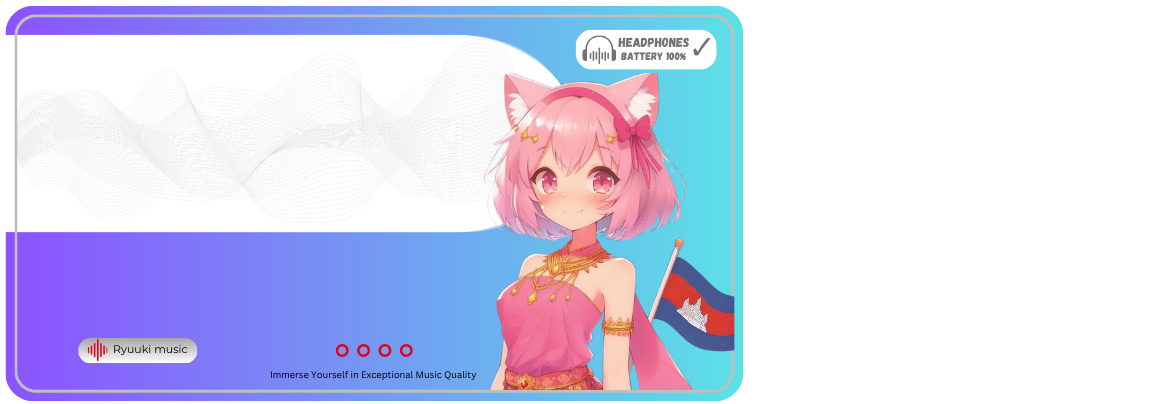 HEADPHONES
BATTERY 100%
Ryuuki music
Immerse Yourself in Exceptional Music Quality